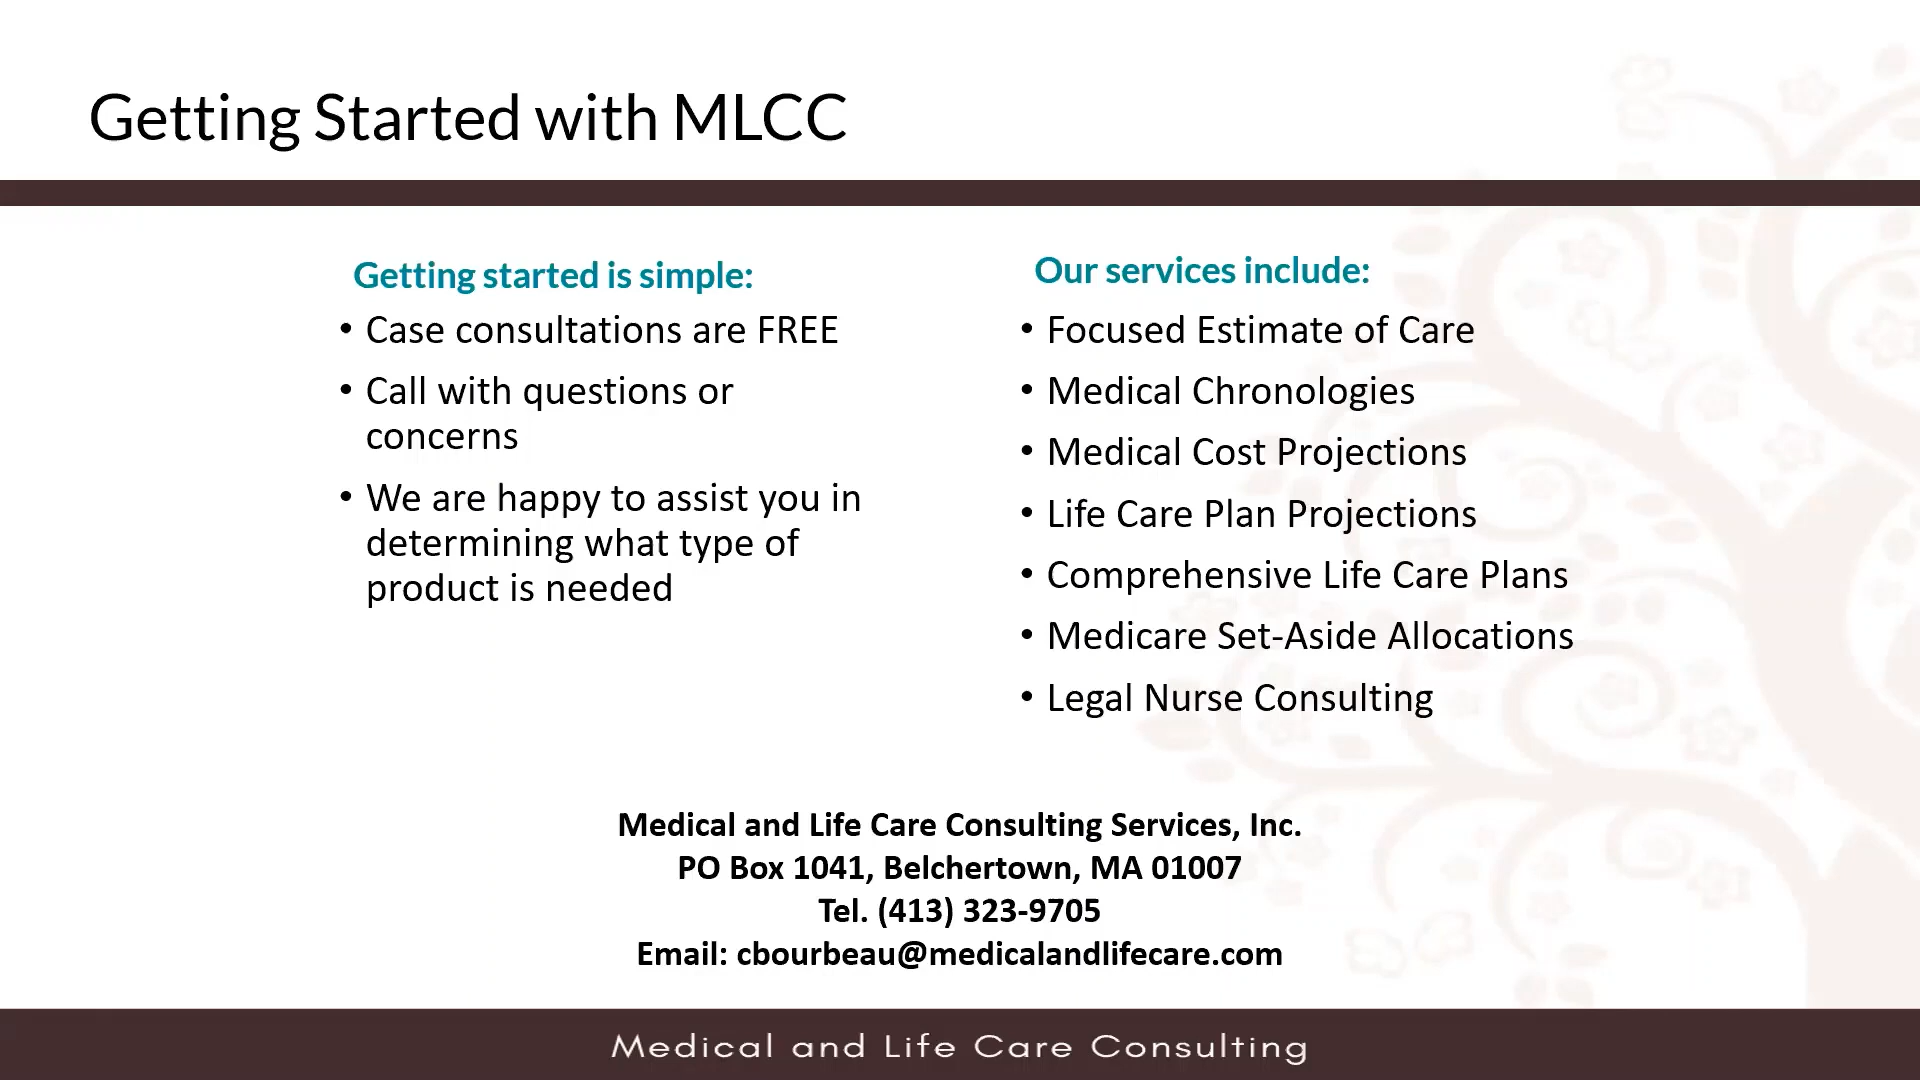 Getting Started with MLCC
Getting started is simple:
• Case consultations are FREE
• Call with questions or
concerns
• We are happy to assist you in
determining what type of
product is needed
Our services include:
• Focused Estimate of Care
• Medical Chronologies
• Medical Cost Projections
• Life Care Plan Projections
• Comprehensive Life Care Plans
• Medicare Set-Aside Allocations
• Legal Nurse Consulting
Medical and Life Care Consulting Services, Inc.
PO Box 1041, Belchertown, MA 01007
Tel. (413) 323-9705
Email: cbourbeau@medicalandlifecare.com
Medical and Life Care Consulting